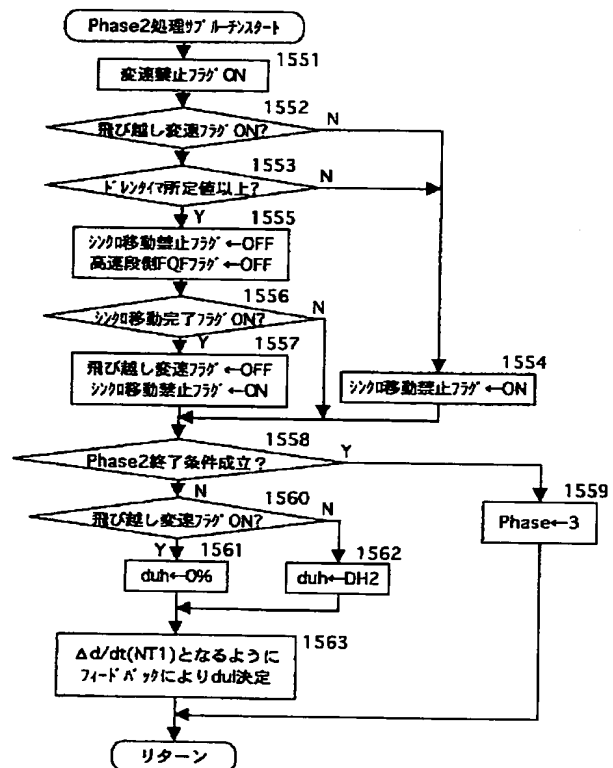 Phase2処理ｻﾌﾞﾙｰﾁﾝｽﾀｰﾄ
1551
変速禁止ﾌﾗｸﾞON
1552
飛び越し変速ﾌﾗｸﾞON?
N
1553
ﾄﾞﾚﾝﾀｲﾏ所定値以上?
N
Y
1555
ｼﾝｸﾛ移動禁止ﾌﾗｸﾞ←OFF
高速段側FQFﾌﾗｸﾞ←OFF
1556
ｼﾝｸﾛ移動完了ﾌﾗｸﾞON?
N
Y
1557
飛び越し変速ﾌﾗｸﾞ←OFF
ｼﾝｸﾛ移動禁止ﾌﾗｸﾞ←ON
1554
ｼﾝｸﾛ移動禁止ﾌﾗｸﾞ←ON
1558
Phase2終了条件成立？
Y
N
1559
Phase←3
1560
飛び越し変速ﾌﾗｸﾞON?
N
Y
1561
duh←0%
1562
duh←DH2
1563
Δd/dt(NT1)となるように
ﾌｨｰﾄﾞﾊﾞｯｸによりdul決定
リターン